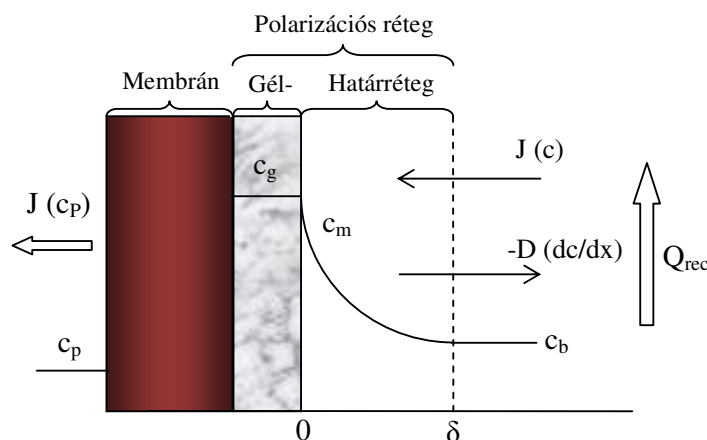 Polarizációs réteg
Membrán Gél- Határréteg
J (c)
c_g
J (c_P)
c_m
-D (dc/dx)
Q_rec
c_p
c_b
0 δ